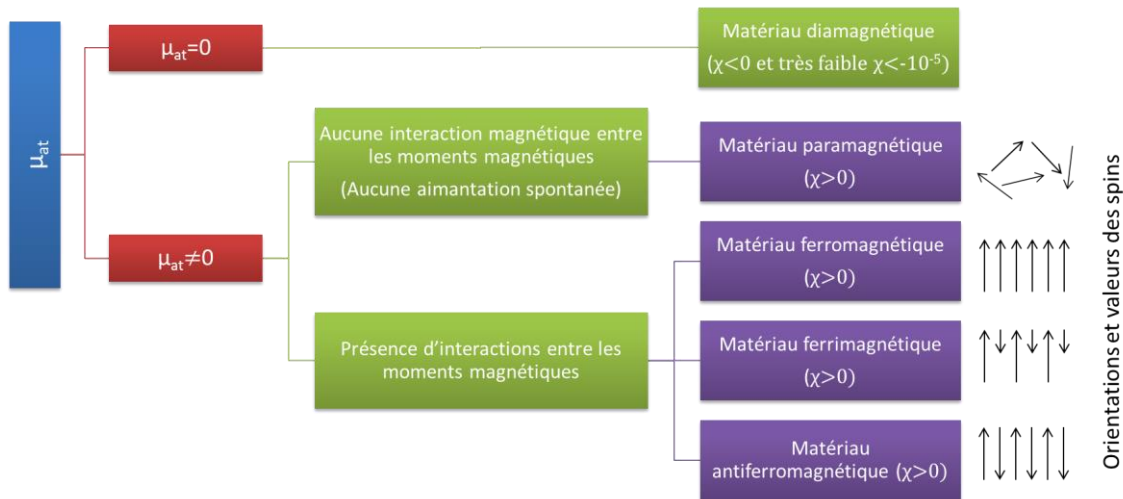 μat
μat=0
Matériau diamagnétique
(χ<0 et très faible χ<-10⁻⁵)
μat≠0
Aucune interaction magnétique entre
les moments magnétiques
(Aucune aimantation spontanée)
Matériau paramagnétique
(χ>0)
Présence d’interactions entre les
moments magnétiques
Matériau ferromagnétique
(χ>0)
Matériau ferrimagnétique
(χ>0)
Matériau
antiferromagnétique (χ>0)
Orientations et valeurs des spins